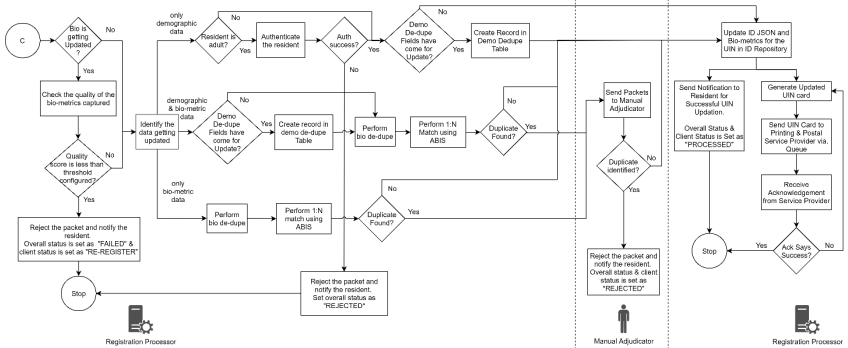 C
Bio is
getting
Updated
?
No
Yes
Check the quality of the
bio-metrics captured
Quality
score is less than
threshold
configured?
No
Yes
Reject the packet and notify the
resident.
Overall status is set as "FAILED" &
client status is set as "RE-REGISTER"
Stop
Registration Processor
Identify the
data getting
updated
only
demographic
data
Resident is
adult?
No
Yes
Authenticate
the resident
Auth
success?
Yes
No
Demo
De-dupe
Fields have
come for
Update?
No
Yes
Create Record in
Demo Dedupe
Table
demographic
& bio-metric
data
Demo
De-dupe
Fields have
come for
Update?
No
Yes
Create record in
demo de-dupe
Table
Perform
bio de-dupe
Perform 1:N
Match using
ABIS
Duplicate
Found?
No
Yes
only
bio-metric
data
Perform
bio de-dupe
Perform 1:N
match using
ABIS
Duplicate
Found?
No
Yes
Reject the packet and
notify the resident.
Set overall status as
"REJECTED"
Send Packets
to Manual
Adjudicator
Duplicate
identified?
No
Yes
Reject the packet and
notify the resident.
Overall status & client
status is set as
"REJECTED"
Manual Adjudicator
Update ID JSON and
Bio-metrics for the
UIN in ID Repository
Send Notification to
Resident for
Successful UIN
Updation.
Overall Status &
Client Status is Set as
"PROCESSED"
Generate Updated
UIN card
Send UIN Card to
Printing & Postal
Service Provider via.
Queue
Receive
Acknowledgement
from Service Provider
Ack Says
Success?
Yes
No
Stop
Registration Processor